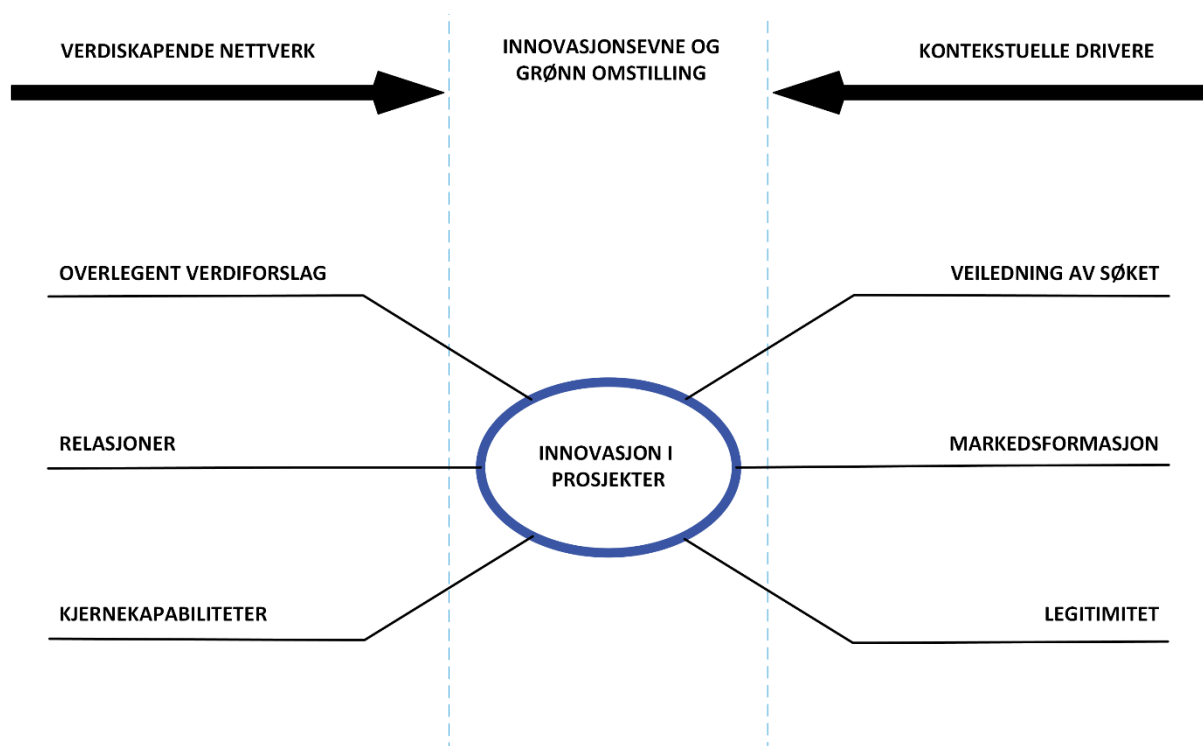 VERDISKAPENDE NETTVERK
INNOVASJONSEVNE OG
GRØNN OMSTILLING
KONTEKSTUELLE DRIVERE
OVERLEGENT VERDIFORSLAG
VEILEDNING AV SØKET
RELASJONER
INNOVASJON I
PROSJEKTER
MARKEDSFORMASJON
KJERNEKAPABILITETER
LEGITIMITET